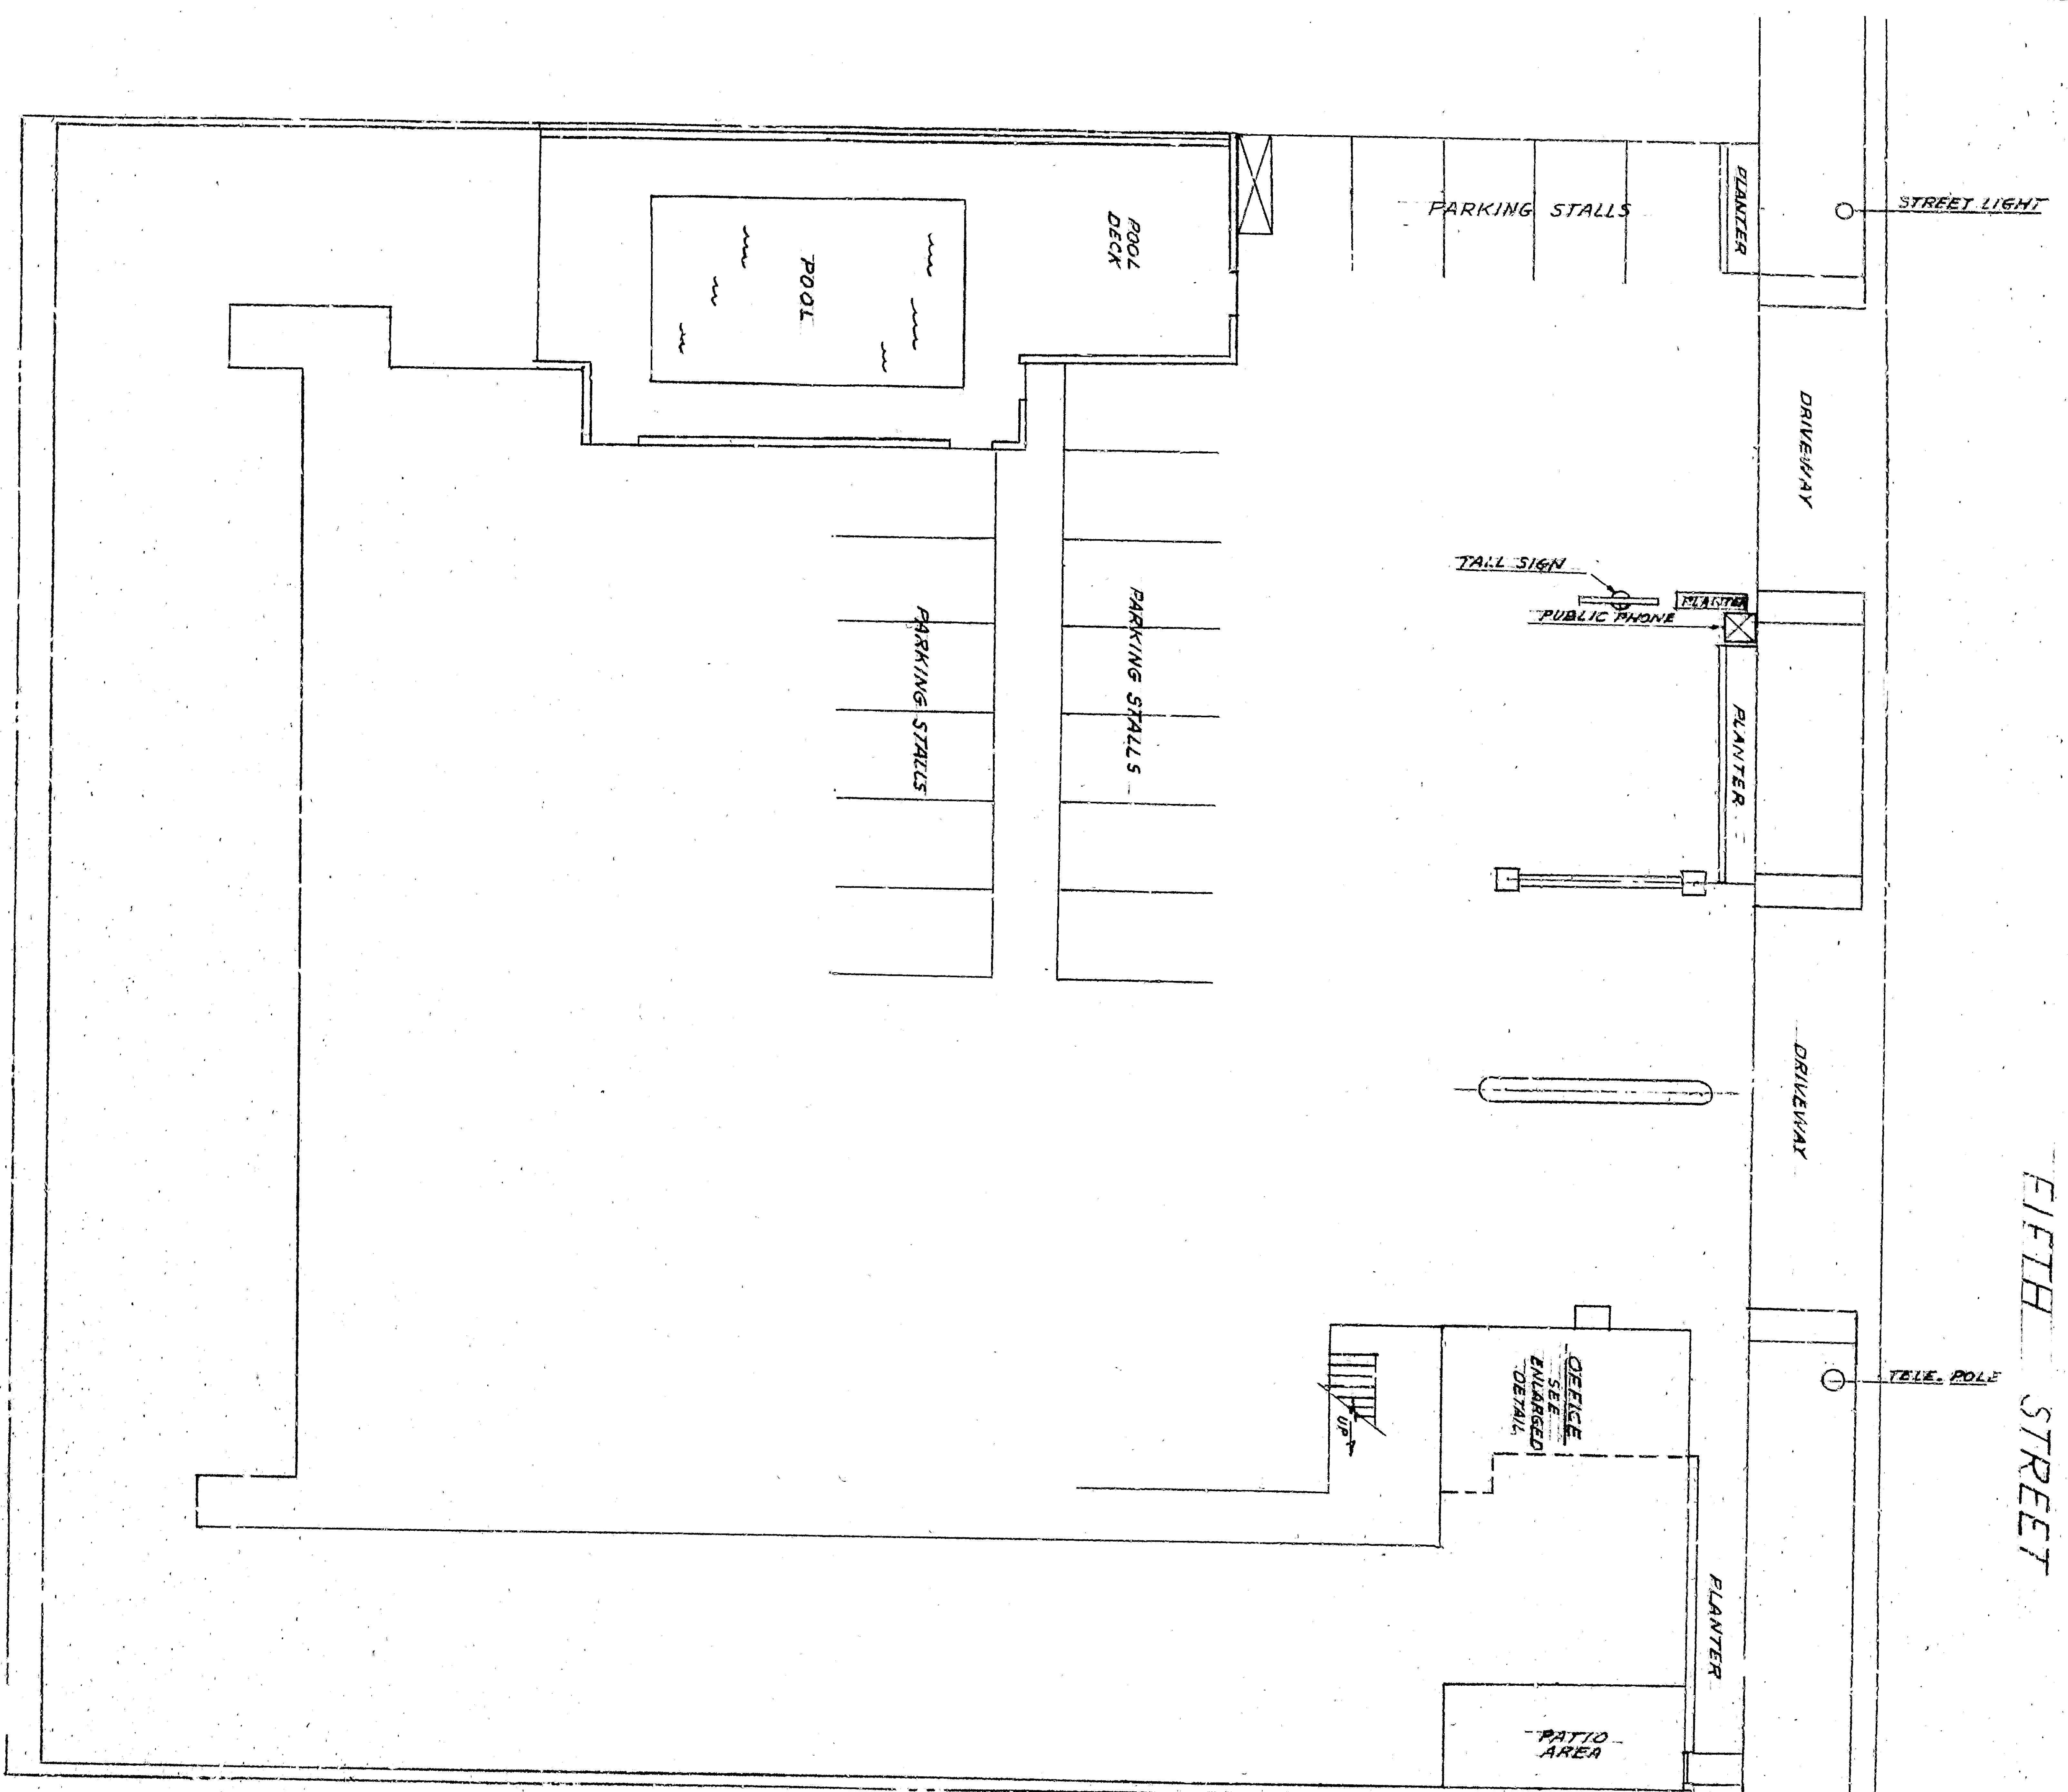 PARKING STALLS
PLANTER
STREET LIGHT
POOL
DECK
POOL
DRIVEWAY
TALL SIGN
PLANTER
PUBLIC PHONE
PARKING STALLS
PARKING STALLS
PLANTER
DRIVEWAY
FIFTH STREET
OFFICE
SEE
ENLARGED
DETAIL
UP
TELE. POLE
PLANTER
PATIO
AREA